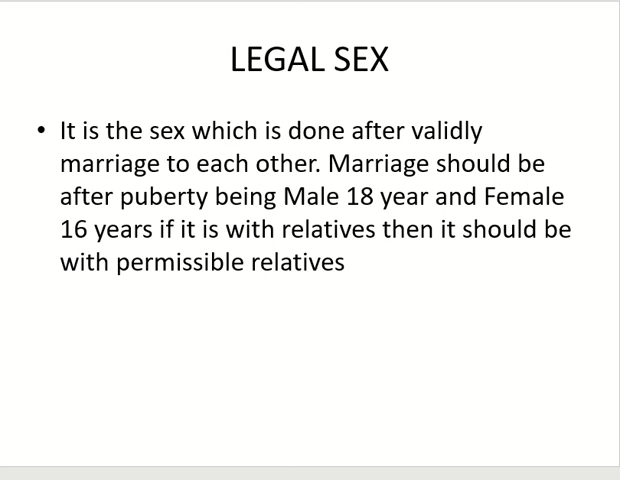 LEGAL SEX
• It is the sex which is done after validly
marriage to each other. Marriage should be
after puberty being Male 18 year and Female
16 years if it is with relatives then it should be
with permissible relatives